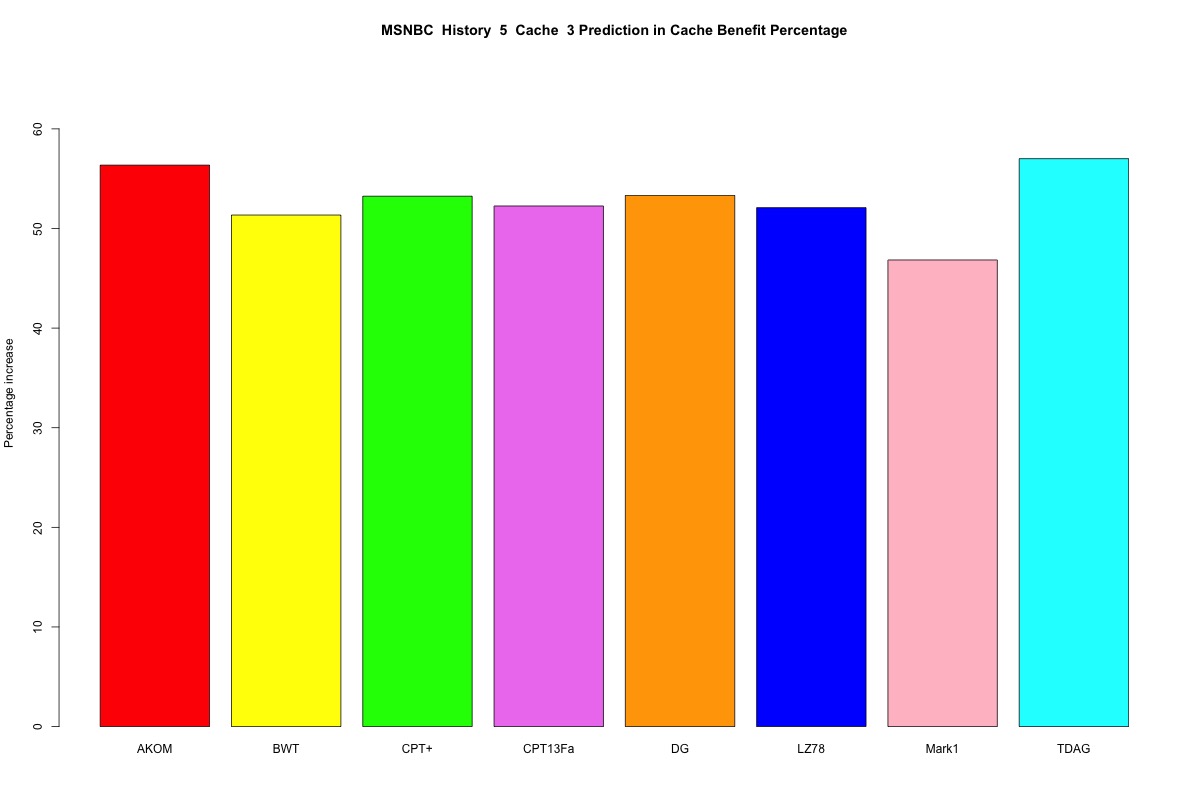 MSNBC  History  5  Cache  3 Prediction in Cache Benefit Percentage
Percentage increase
60
50
40
30
20
10
0
AKOM BWT CPT+ CPT13Fa DG LZ78 Mark1 TDAG